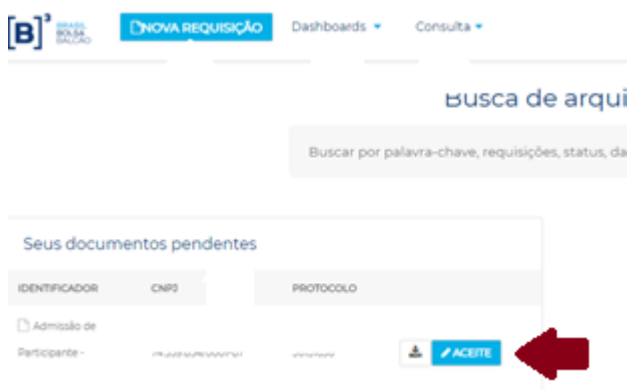 [B]³ BRASIL BOLSA BALCÃO
NOVA REQUISIÇÃO Dashboards Consulta
Busca de arqui
Buscar por palavra-chave, requisições, status, da
Seus documentos pendentes
IDENTIFICADOR CNPJ PROTOCOLO
Admissão de
Participante -
ACEITE